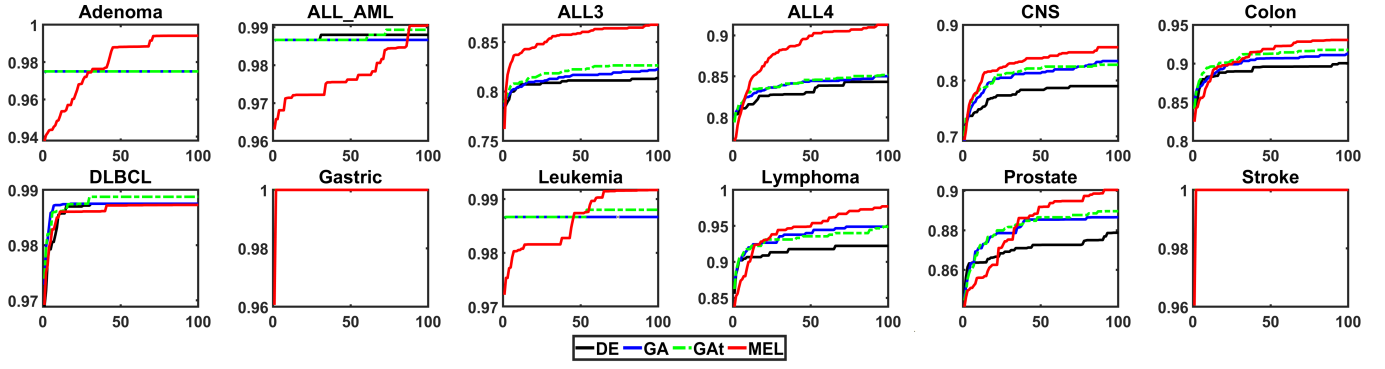 Adenoma ALL_AML ALL3 ALL4 CNS Colon
1 0.98 0.96 0.94 0 50 100
0.99 0.98 0.97 0.96 0 50 100
0.85 0.8 0.75 0 50 100
0.9 0.85 0.8 0 50 100
0.9 0.8 0.7 0 50 100
0.95 0.9 0.85 0.8 0 50 100
DLBCL Gastric Leukemia Lymphoma Prostate Stroke
0.99 0.98 0.97 0 50 100
1 0.98 0.96 0 50 100
0.99 0.98 0.97 0 50 100
1 0.95 0.9 0.85 0 50 100
0.9 0.88 0.86 0 50 100
1 0.98 0.96 0 50 100
DE GA GAt MEL